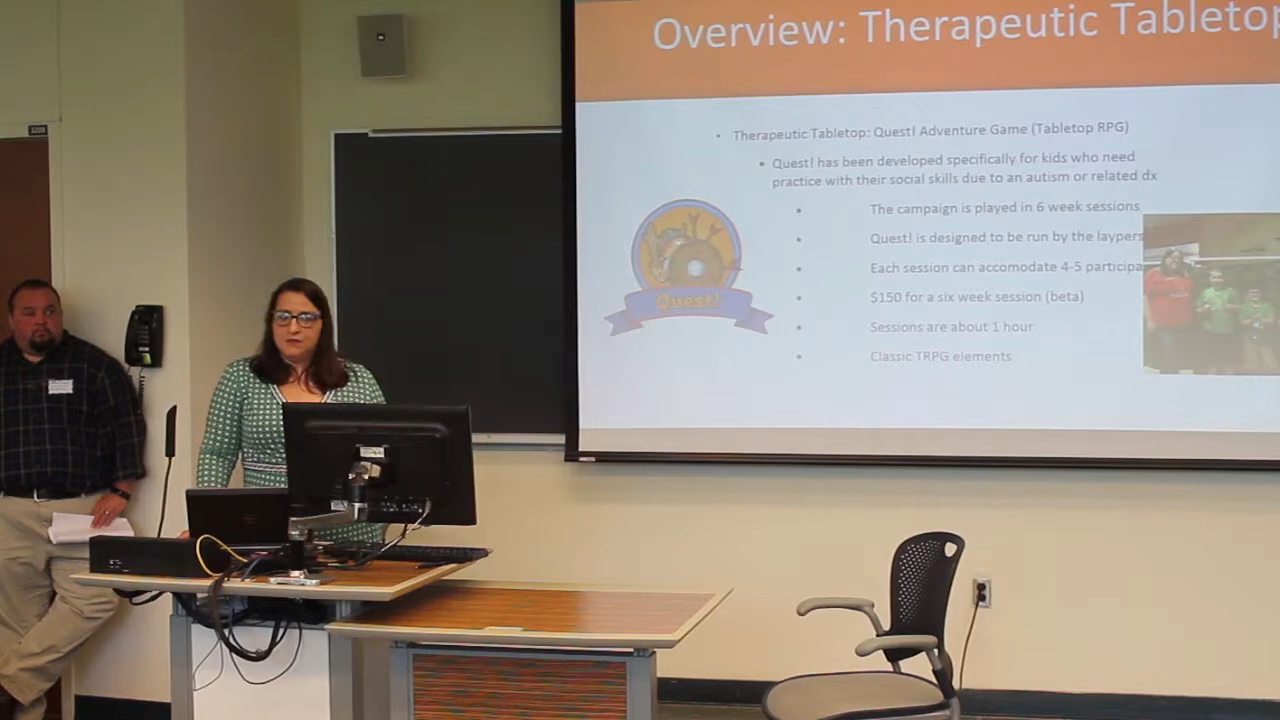 Overview: Therapeutic Tabletop
• Therapeutic Tabletop: Quest! Adventure Game (Tabletop RPG)
• Quest! has been developed specifically for kids who need
practice with their social skills due to an autism or related dx
• The campaign is played in 6 week sessions
• Quest! is designed to be run by the laypers
• Each session can accomodate 4-5 participa
• $150 for a six week session (beta)
• Sessions are about 1 hour
• Classic TRPG elements
Quest!